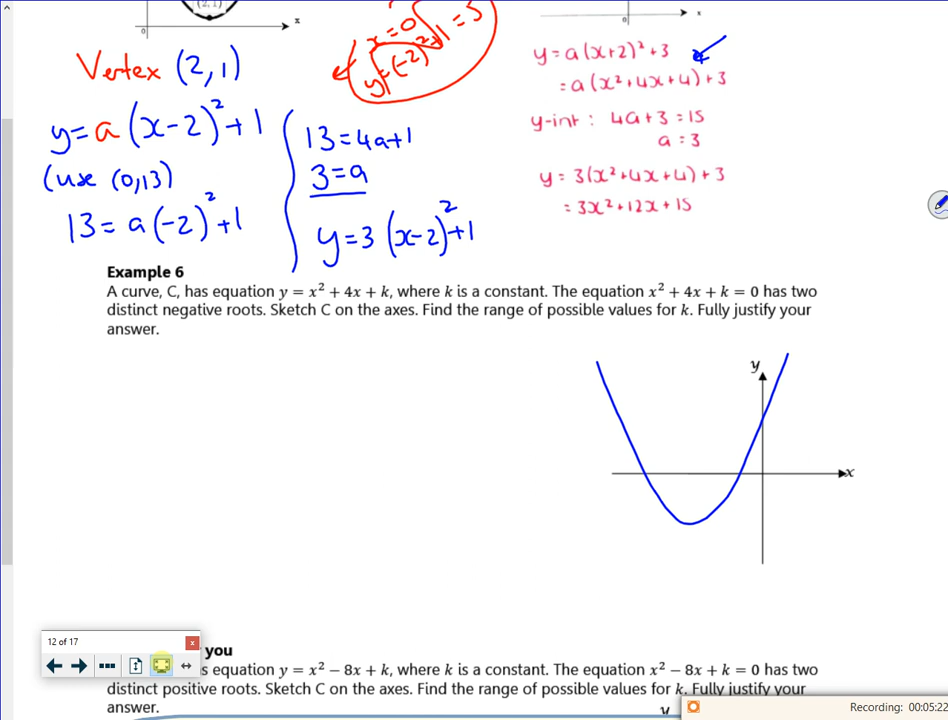 (2,1)
0
x
x=0
y=(-2)²+1=5
0
x
Vertex (2,1)
y=a(x-2)²+1
(use (0,13)
13=a(-2)²+1
13=4a+1
3=a
y=3(x-2)²+1
y=a(x+2)²+3
=a(x²+4x+4)+3
y-int: 4a+3=15
a=3
y=3(x²+4x+4)+3
=3x²+12x+15
Example 6
A curve, C, has equation y = x² + 4x + k, where k is a constant. The equation x² + 4x + k = 0 has two
distinct negative roots. Sketch C on the axes. Find the range of possible values for k. Fully justify your
answer.
y
x
12 of 17
x
you
s equation y = x² − 8x + k, where k is a constant. The equation x² − 8x + k = 0 has two
distinct positive roots. Sketch C on the axes. Find the range of possible values for k. Fully justify your
answer.
y
Recording: 00:05:22